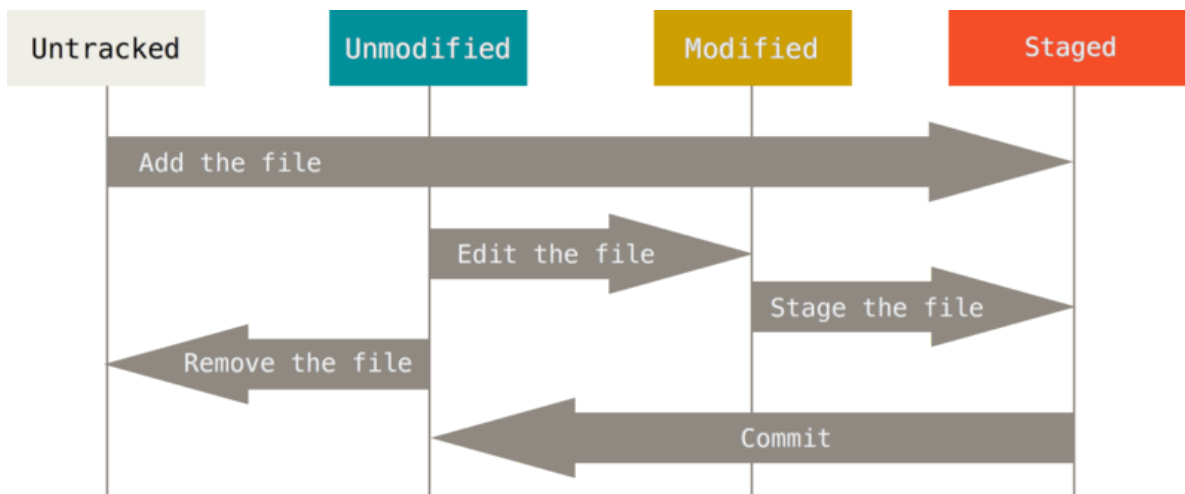 Untracked
Unmodified
Modified
Staged
Add the file
Edit the file
Stage the file
Remove the file
Commit